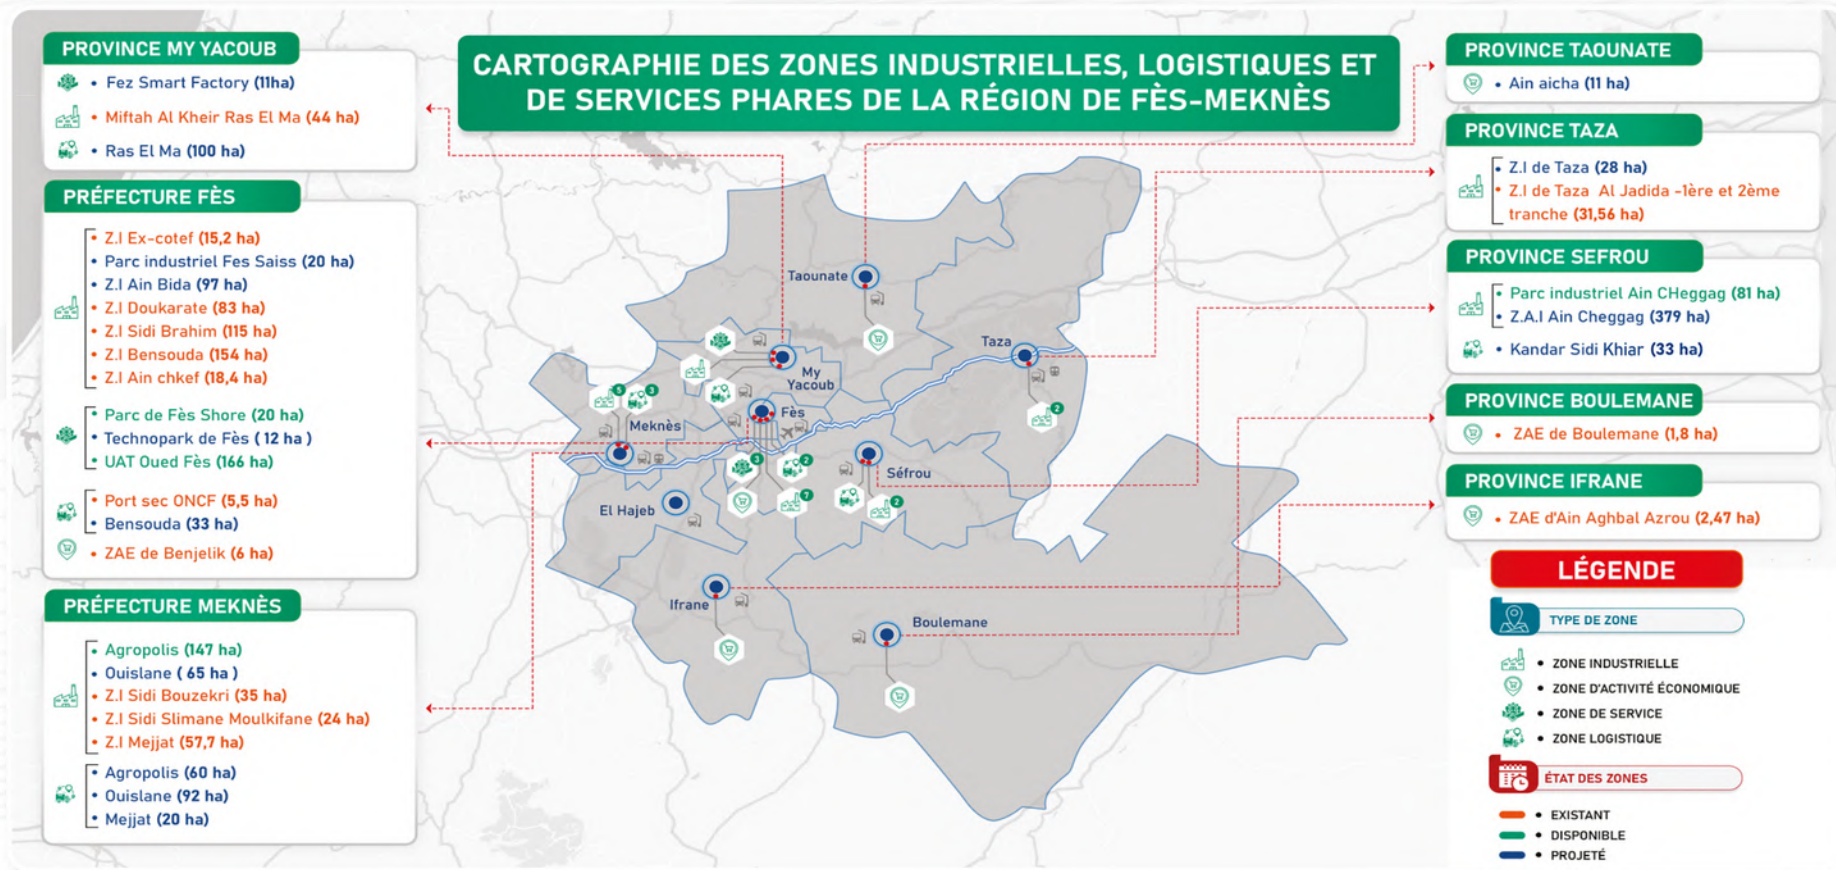 CARTOGRAPHIE DES ZONES INDUSTRIELLES, LOGISTIQUES ET
DE SERVICES PHARES DE LA RÉGION DE FÈS-MEKNÈS
PROVINCE MY YACOUB
• Fez Smart Factory (11ha)
• Miftah Al Kheir Ras El Ma (44 ha)
• Ras El Ma (100 ha)
PRÉFECTURE FÈS
• Z.I Ex-cotef (15,2 ha)
• Parc industriel Fes Saiss (20 ha)
• Z.I Ain Bida (97 ha)
• Z.I Doukarate (83 ha)
• Z.I Sidi Brahim (115 ha)
• Z.I Bensouda (154 ha)
• Z.I Ain chkef (18,4 ha)
• Parc de Fès Shore (20 ha)
• Technopark de Fès ( 12 ha )
• UAT Oued Fès (166 ha)
• Port sec ONCF (5,5 ha)
• Bensouda (33 ha)
• ZAE de Benjelik (6 ha)
PRÉFECTURE MEKNÈS
• Agropolis (147 ha)
• Ouislane ( 65 ha )
• Z.I Sidi Bouzekri (35 ha)
• Z.I Sidi Slimane Moulkifane (24 ha)
• Z.I Mejjat (57,7 ha)
• Agropolis (60 ha)
• Ouislane (92 ha)
• Mejjat (20 ha)
Taounate
Taza
2
My
Yacoub
5
3
Fès
Meknès
3
2
Séfrou
7
2
El Hajeb
Ifrane
Boulemane
PROVINCE TAOUNATE
• Ain aicha (11 ha)
PROVINCE TAZA
• Z.I de Taza (28 ha)
• Z.I de Taza Al Jadida -1ère et 2ème
tranche (31,56 ha)
PROVINCE SEFROU
• Parc industriel Ain CHeggag (81 ha)
• Z.A.I Ain Cheggag (379 ha)
• Kandar Sidi Khiar (33 ha)
PROVINCE BOULEMANE
• ZAE de Boulemane (1,8 ha)
PROVINCE IFRANE
• ZAE d'Ain Aghbal Azrou (2,47 ha)
LÉGENDE
TYPE DE ZONE
• ZONE INDUSTRIELLE
• ZONE D'ACTIVITÉ ÉCONOMIQUE
• ZONE DE SERVICE
• ZONE LOGISTIQUE
ÉTAT DES ZONES
• EXISTANT
• DISPONIBLE
• PROJETÉ